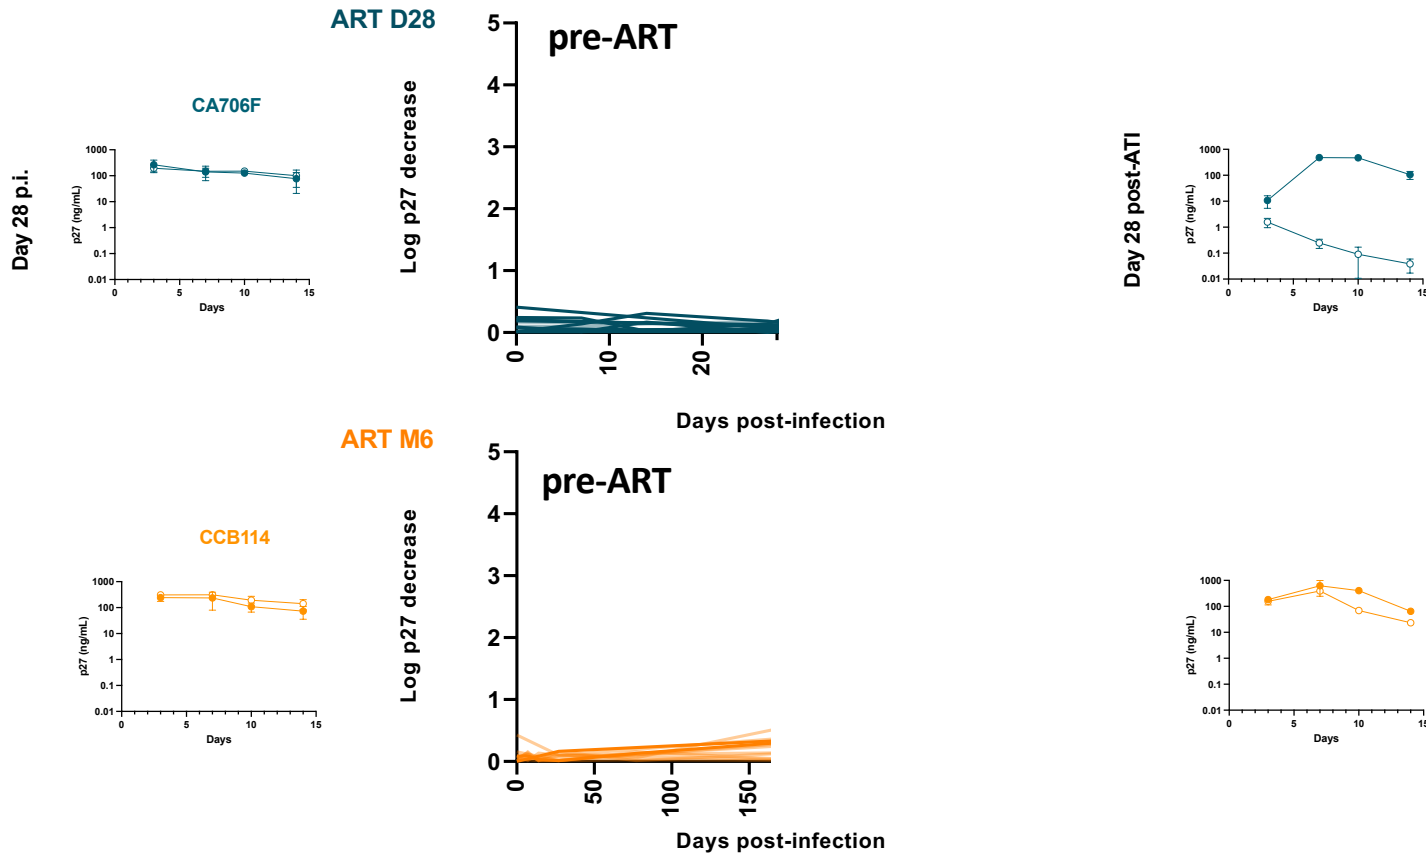 ART D28
pre-ART
CA706F
Day 28 p.i.
p27 (ng/mL)
1000
100
10
1
0.1
0.01
0
5
10
15
Days
Log p27 decrease
5
4
3
2
1
0
0
10
20
Days post-infection
Day 28 post-ATI
p27 (ng/mL)
1000
100
10
1
0.1
0.01
0
5
10
15
Days
ART M6
pre-ART
CCB114
p27 (ng/mL)
1000
100
10
1
0.1
0.01
0
5
10
15
Days
Log p27 decrease
5
4
3
2
1
0
0
50
100
150
Days post-infection
p27 (ng/mL)
1000
100
10
1
0.1
0.01
0
5
10
15
Days